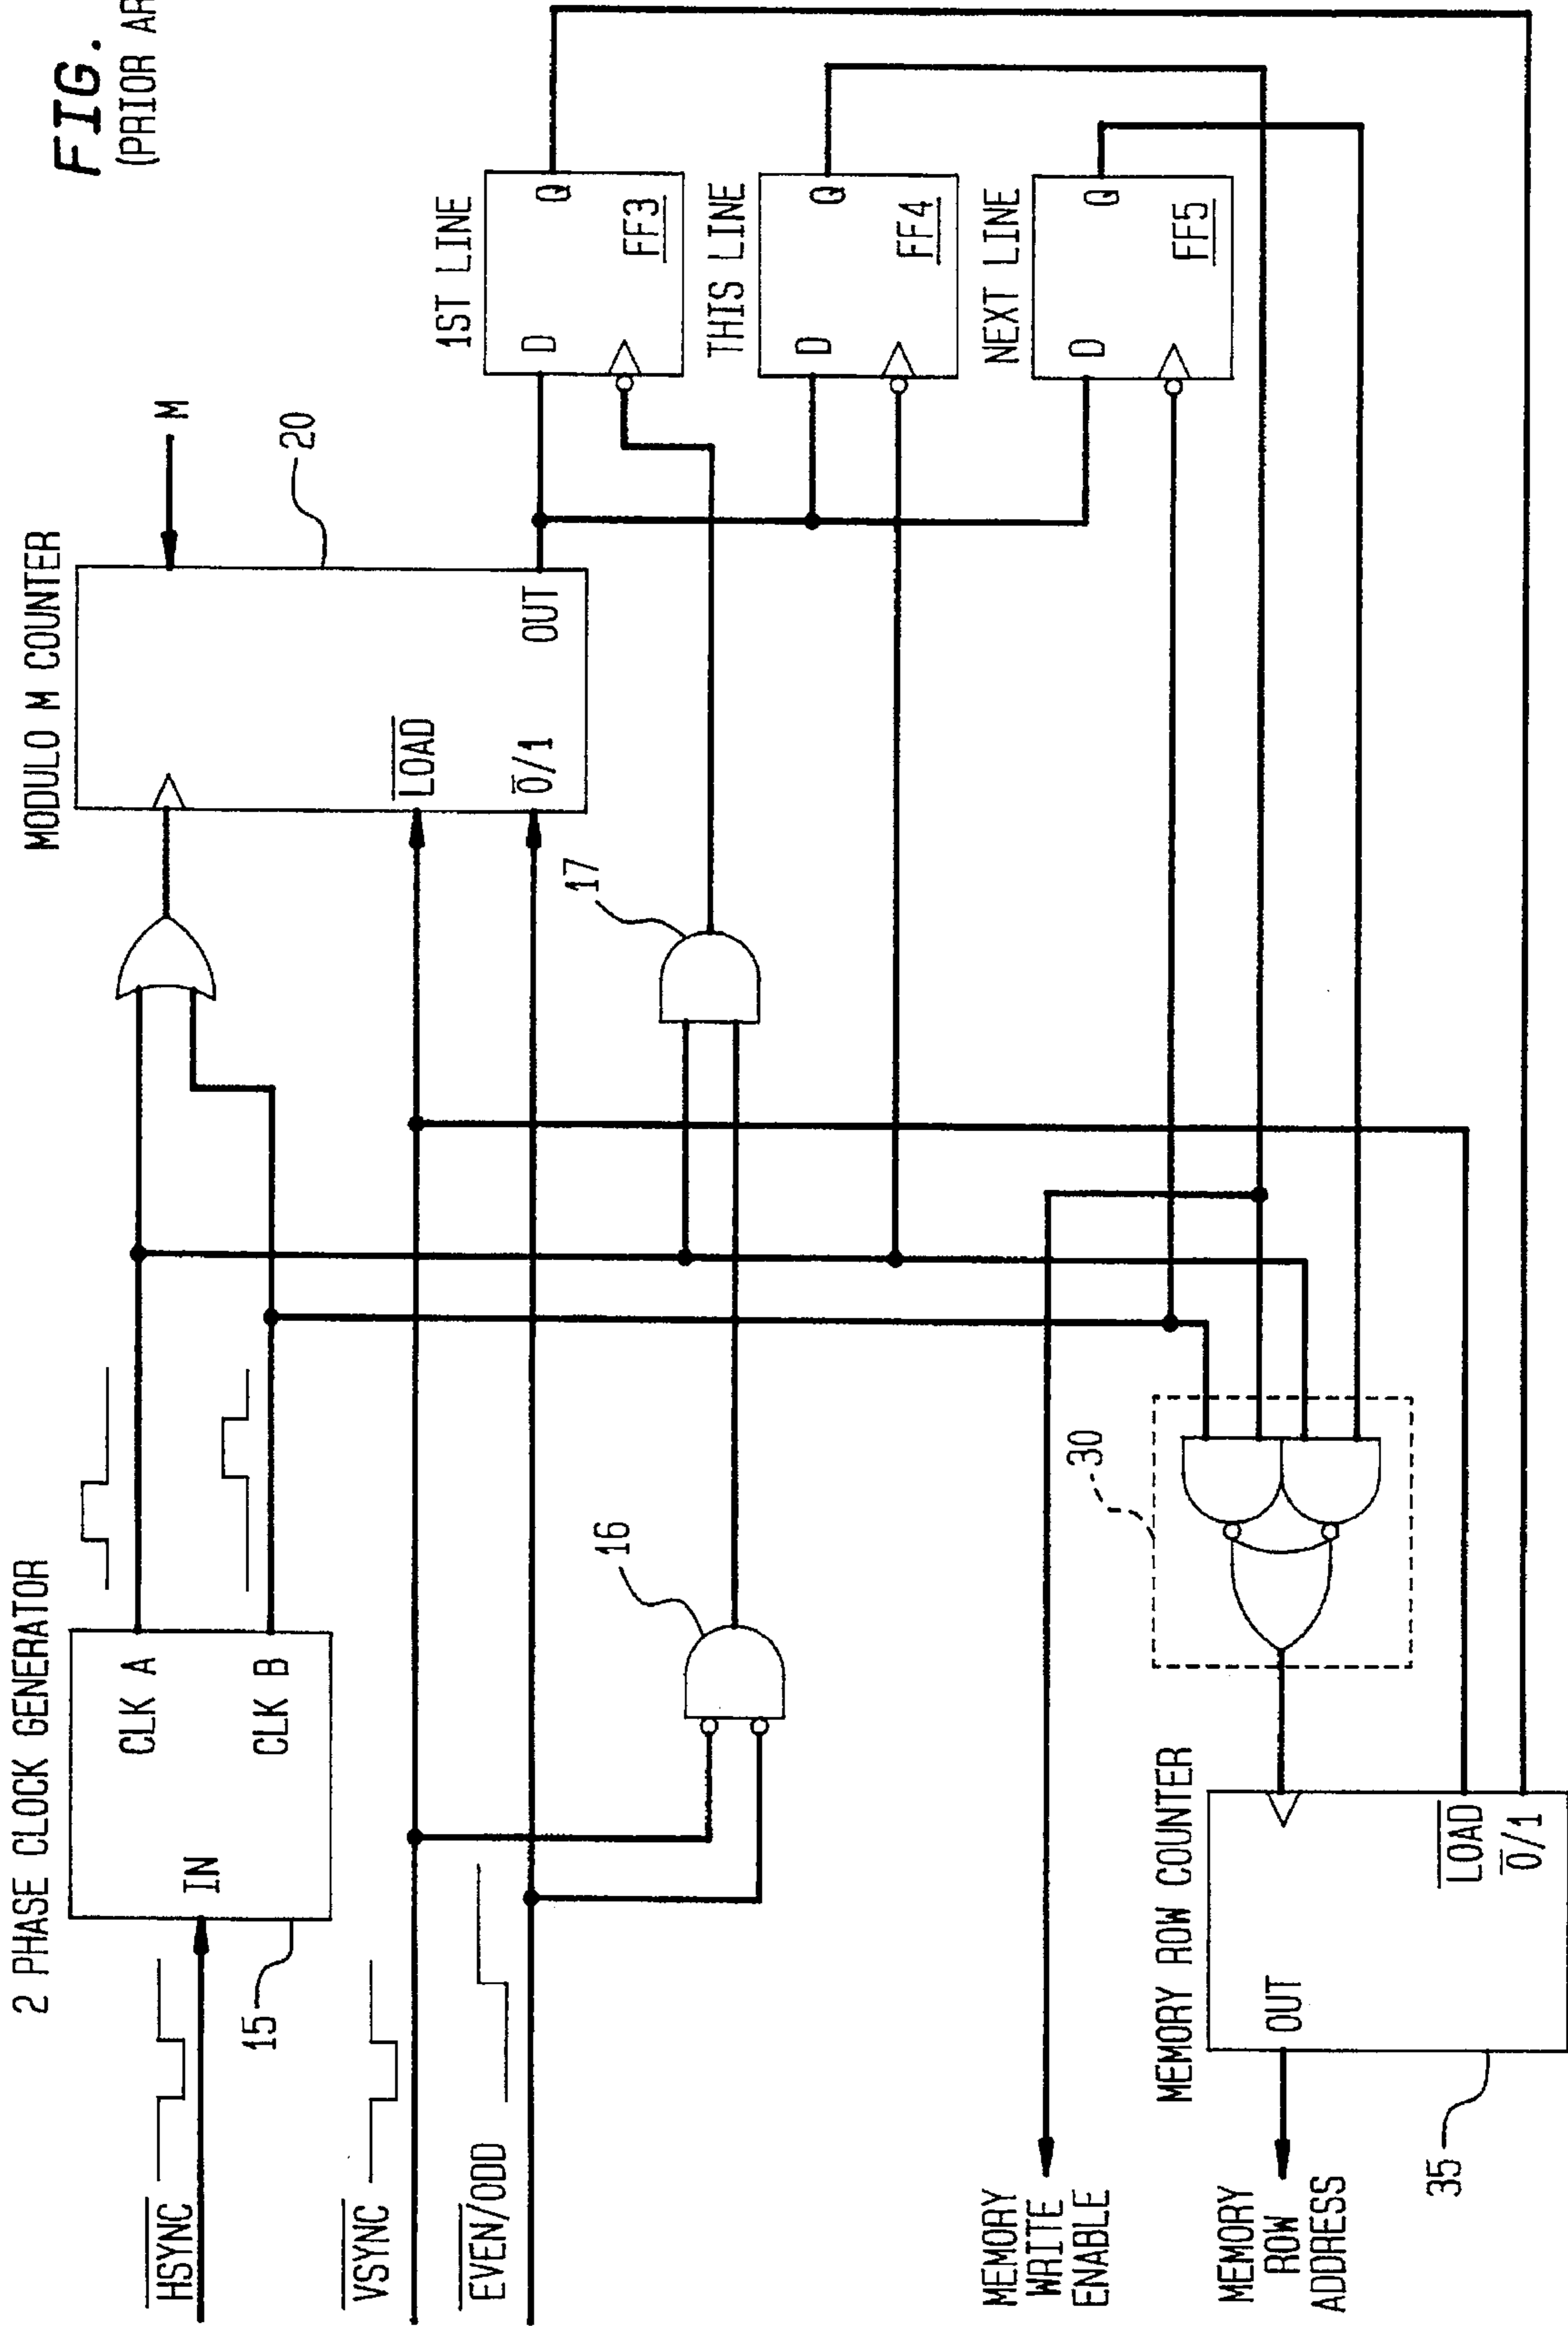 FIG.
(PRIOR AR
2 PHASE CLOCK GENERATOR
HSYNC
IN
CLK A
CLK B
15
VSYNC
EVEN/ODD
MODULO M COUNTER
M
LOAD
0/1
OUT
20
16
17
1ST LINE
D
Q
FF3
THIS LINE
D
Q
FF4
NEXT LINE
D
Q
FF5
30
MEMORY
WRITE
ENABLE
MEMORY ROW COUNTER
OUT
LOAD
0/1
35
MEMORY
ROW
ADDRESS